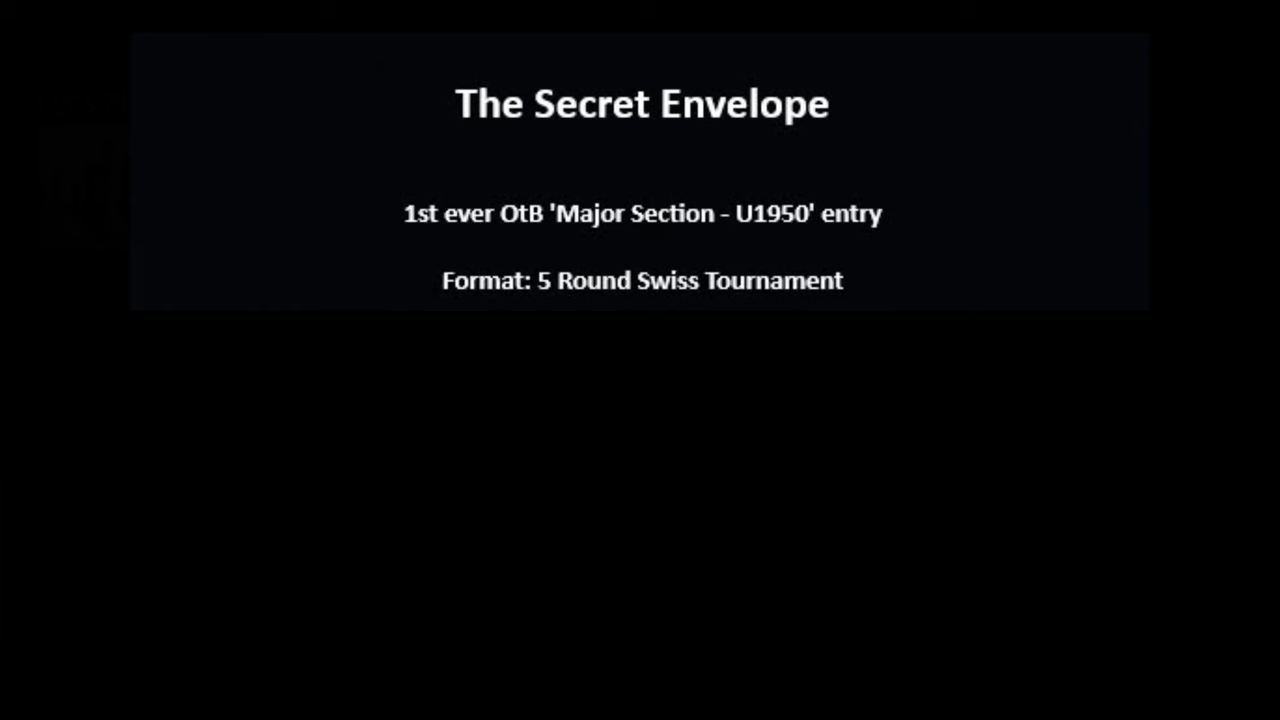 The Secret Envelope
1st ever OtB 'Major Section - U1950' entry
Format: 5 Round Swiss Tournament